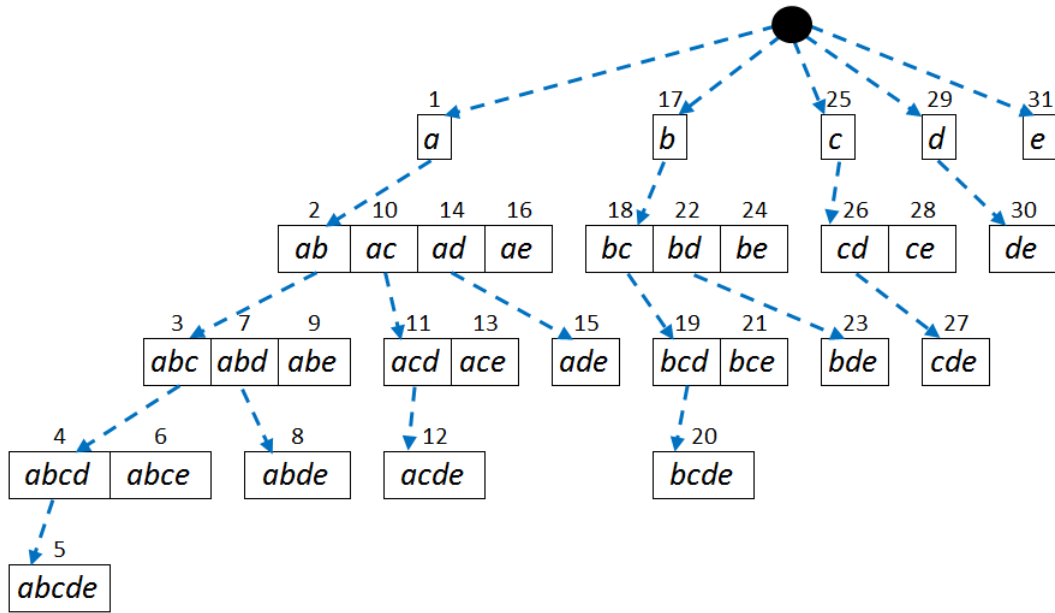 1 17 25 29 31
a b c d e
2 10 14 16 18 22 24 26 28 30
ab ac ad ae bc bd be cd ce de
3 7 9 11 13 15 19 21 23 27
abc abd abe acd ace ade bcd bce bde cde
4 6 8 12 20
abcd abce abde acde bcde
5
abcde